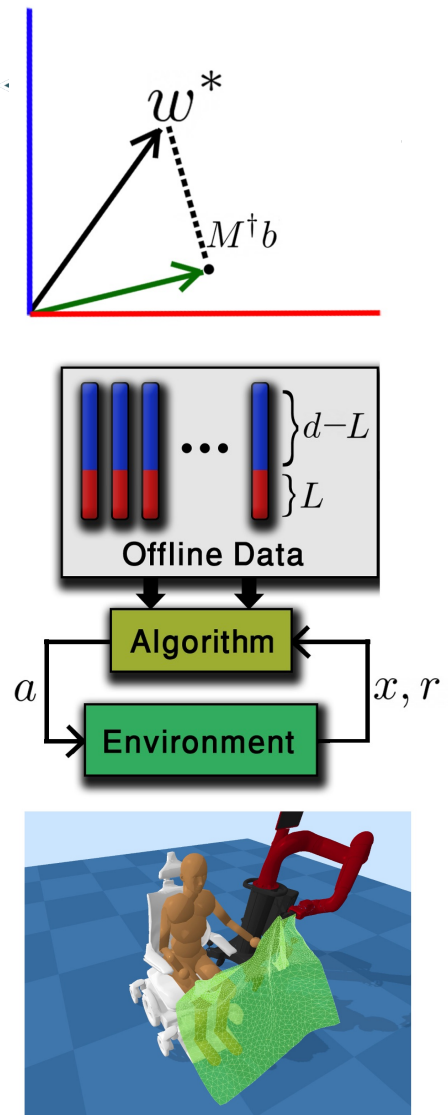 w*
M†b
d−L
L
Offline Data
Algorithm
a
x, r
Environment